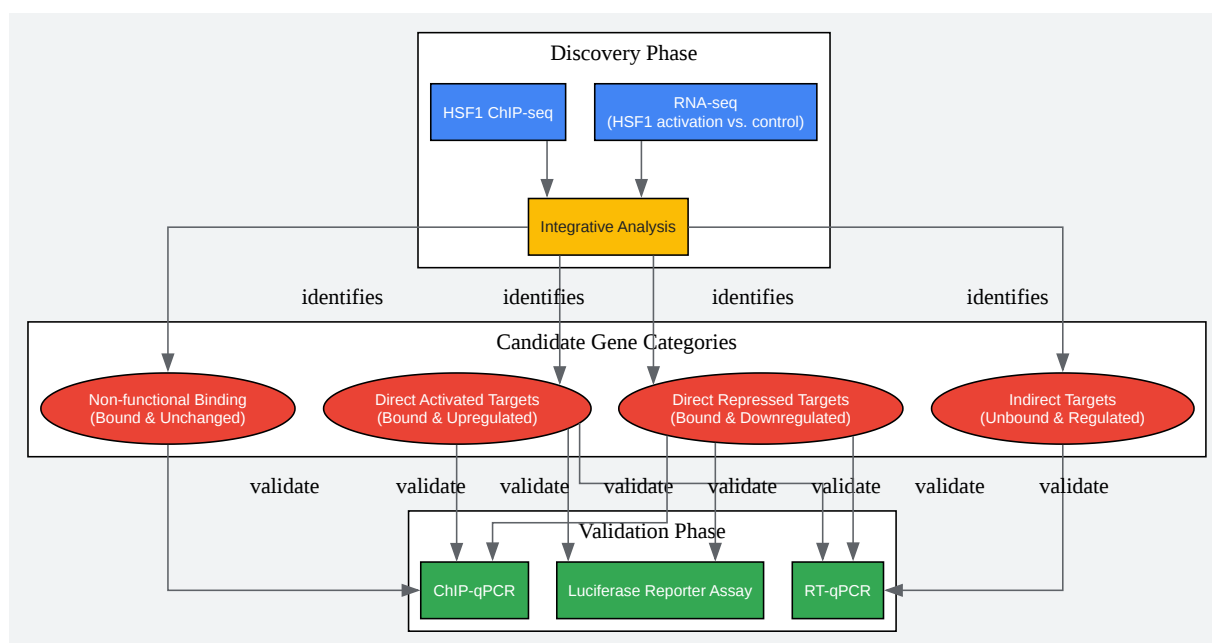 Discovery Phase
HSF1 ChIP-seq
RNA-seq
(HSF1 activation vs. control)
Integrative Analysis
identifies
identifies
identifies
identifies
Candidate Gene Categories
Non-functional Binding
(Bound & Unchanged)
Direct Activated Targets
(Bound & Upregulated)
Direct Repressed Targets
(Bound & Downregulated)
Indirect Targets
(Unbound & Regulated)
validate
validate
validate
validate
validate
validate
validate
validate
Validation Phase
ChIP-qPCR
Luciferase Reporter Assay
RT-qPCR